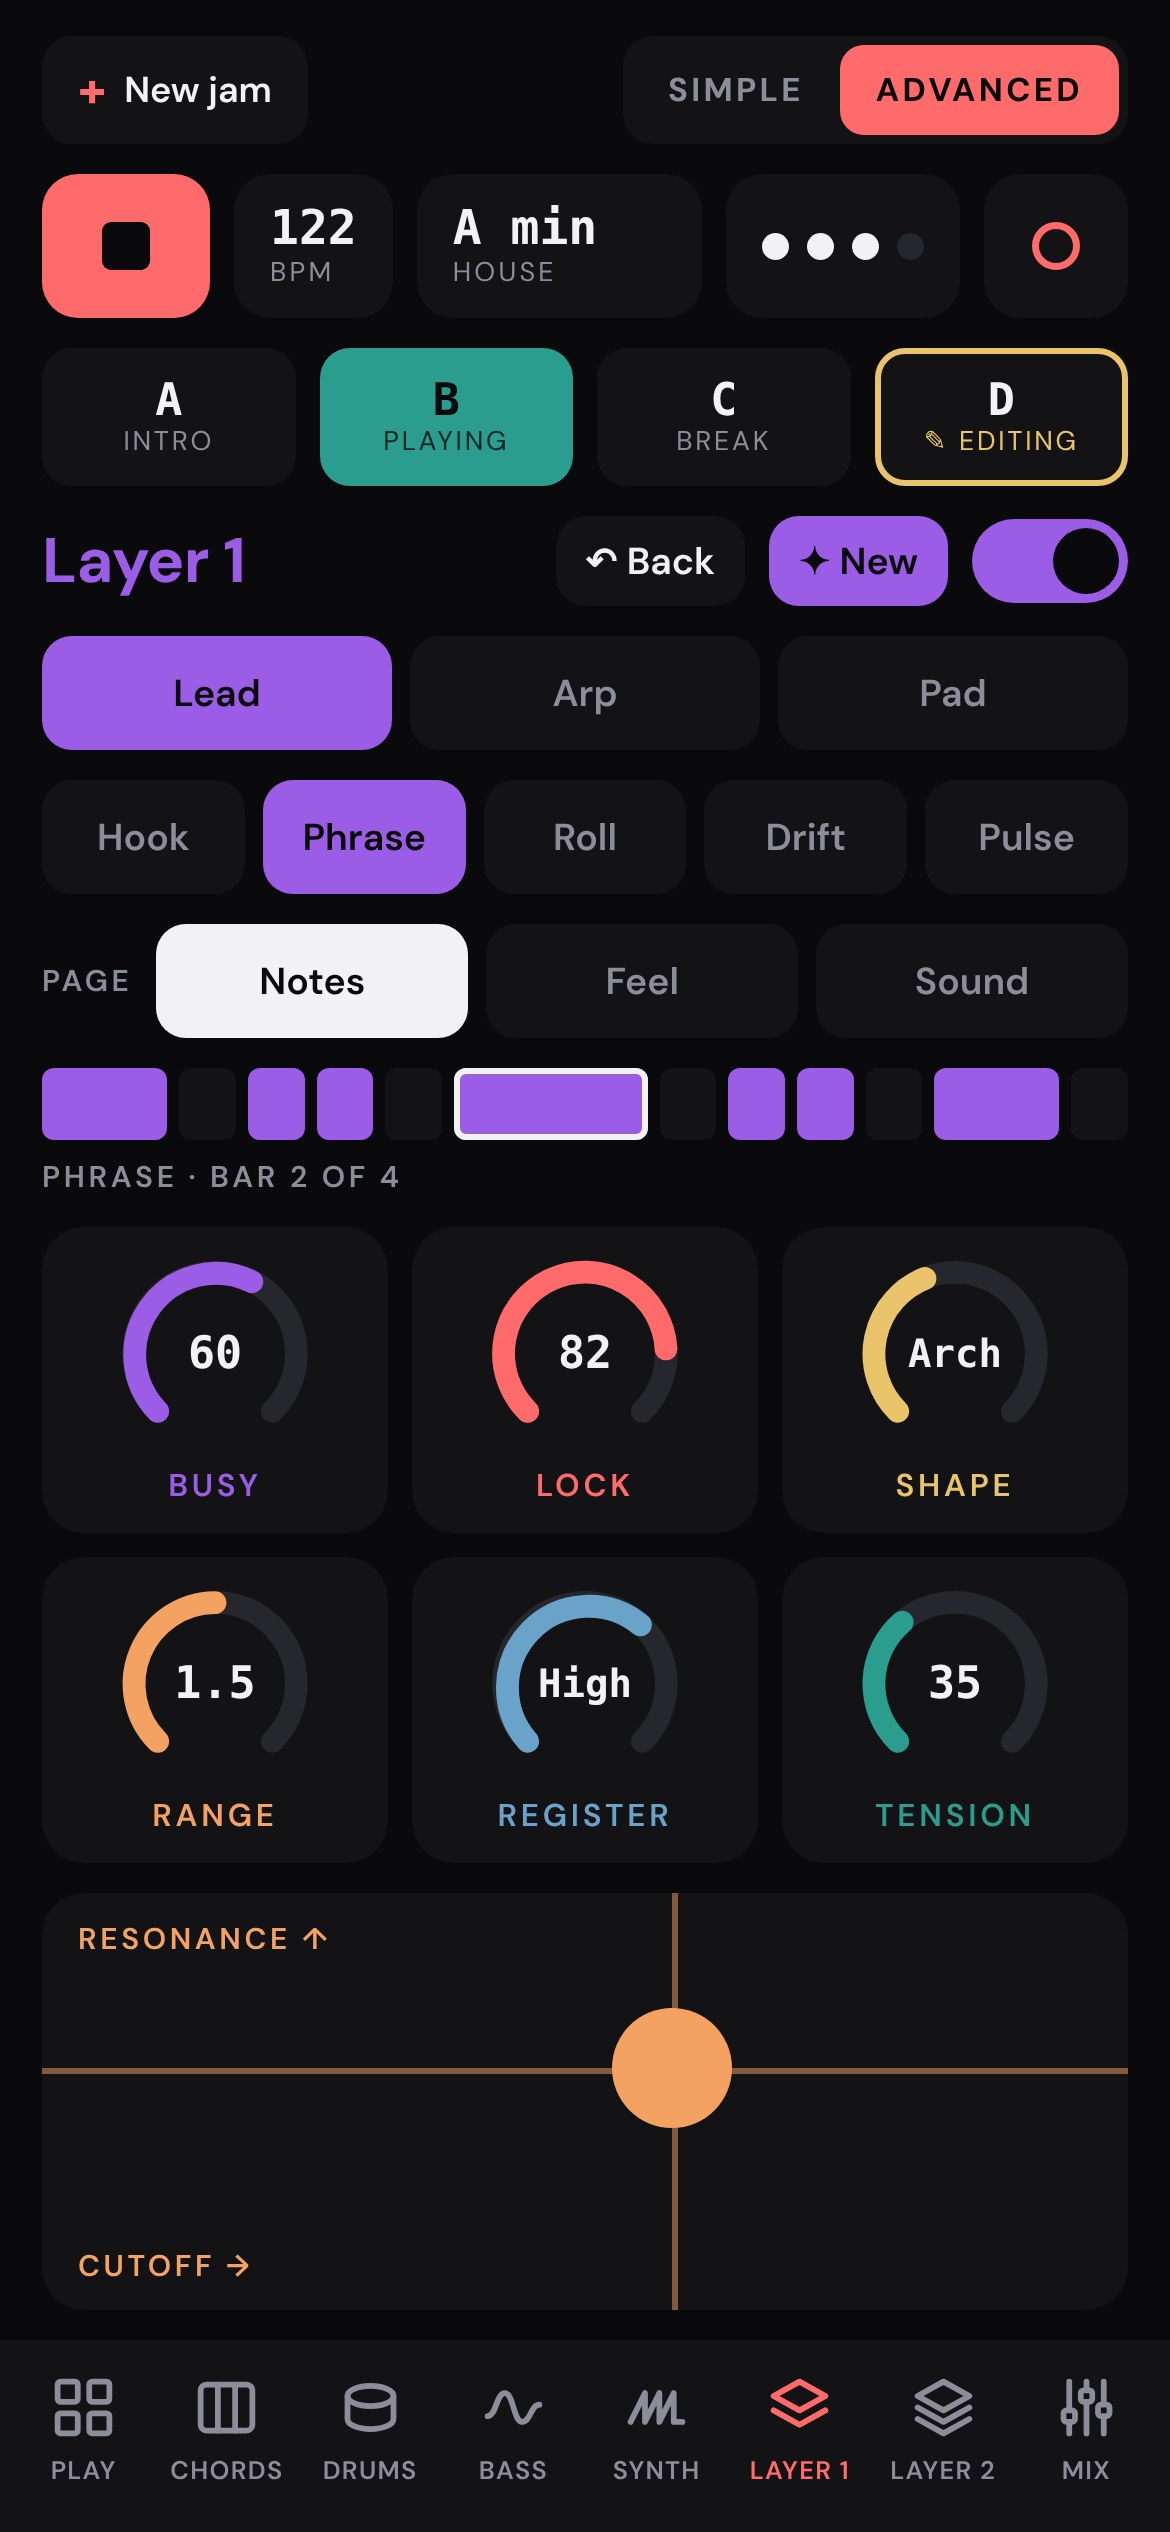 + New jam
SIMPLE
ADVANCED
122
BPM
A min
HOUSE
A
INTRO
B
PLAYING
C
BREAK
D
✎ EDITING
Layer 1
↶ Back
✦ New
Lead
Arp
Pad
Hook
Phrase
Roll
Drift
Pulse
PAGE
Notes
Feel
Sound
PHRASE · BAR 2 OF 4
60
BUSY
82
LOCK
Arch
SHAPE
1.5
RANGE
High
REGISTER
35
TENSION
RESONANCE ↑
CUTOFF →
PLAY
CHORDS
DRUMS
BASS
SYNTH
LAYER 1
LAYER 2
MIX